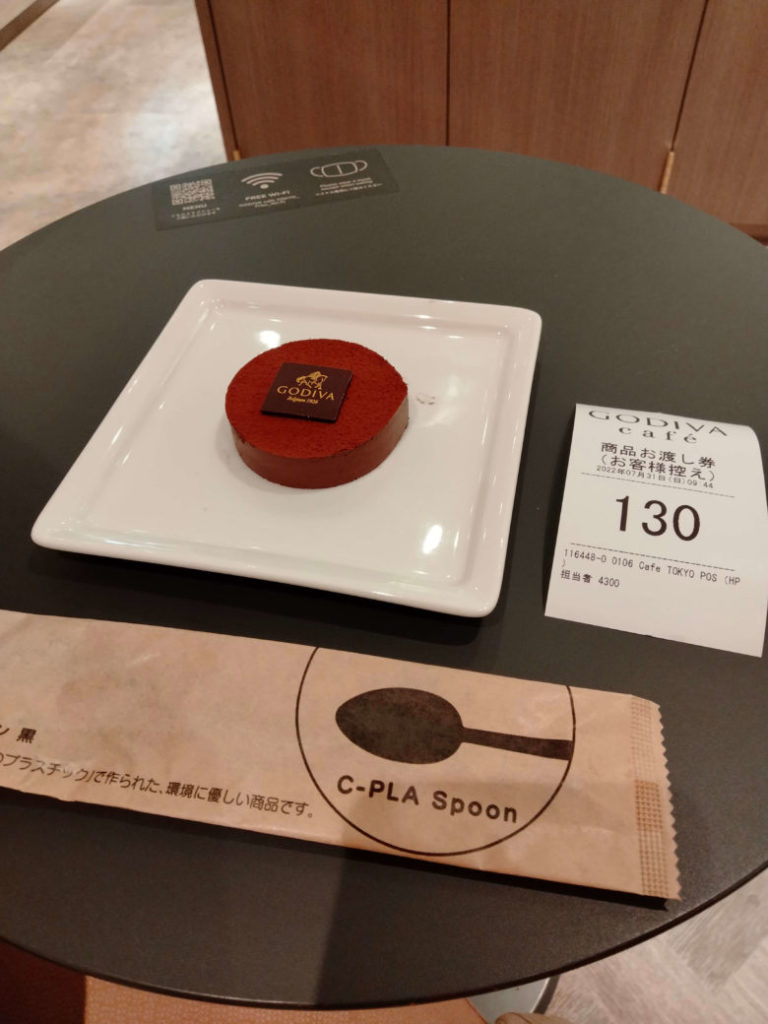 MENU
FREE WI-FI
GODIVA
Belgium 1926
GODIVA
café
商品お渡し券
(お客様控え)
2022年07月31日(日)09:44
130
116448-0 0106 Cafe TOKYO POS (HP
)
担当者 4300
ン 黒
のプラスチック」で作られた、環境に優しい商品です。
C-PLA Spoon